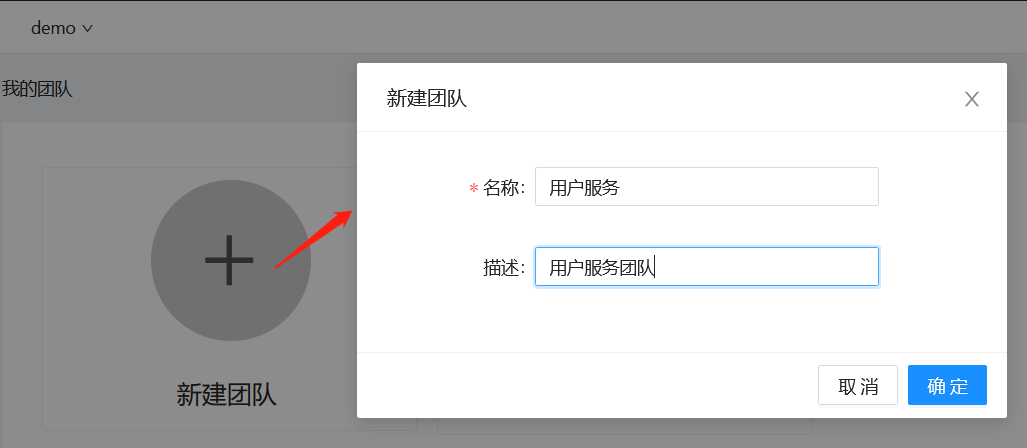 demo
我的团队
新建团队
新建团队
* 名称:
用户服务
描述:
用户服务团队
取 消
确 定